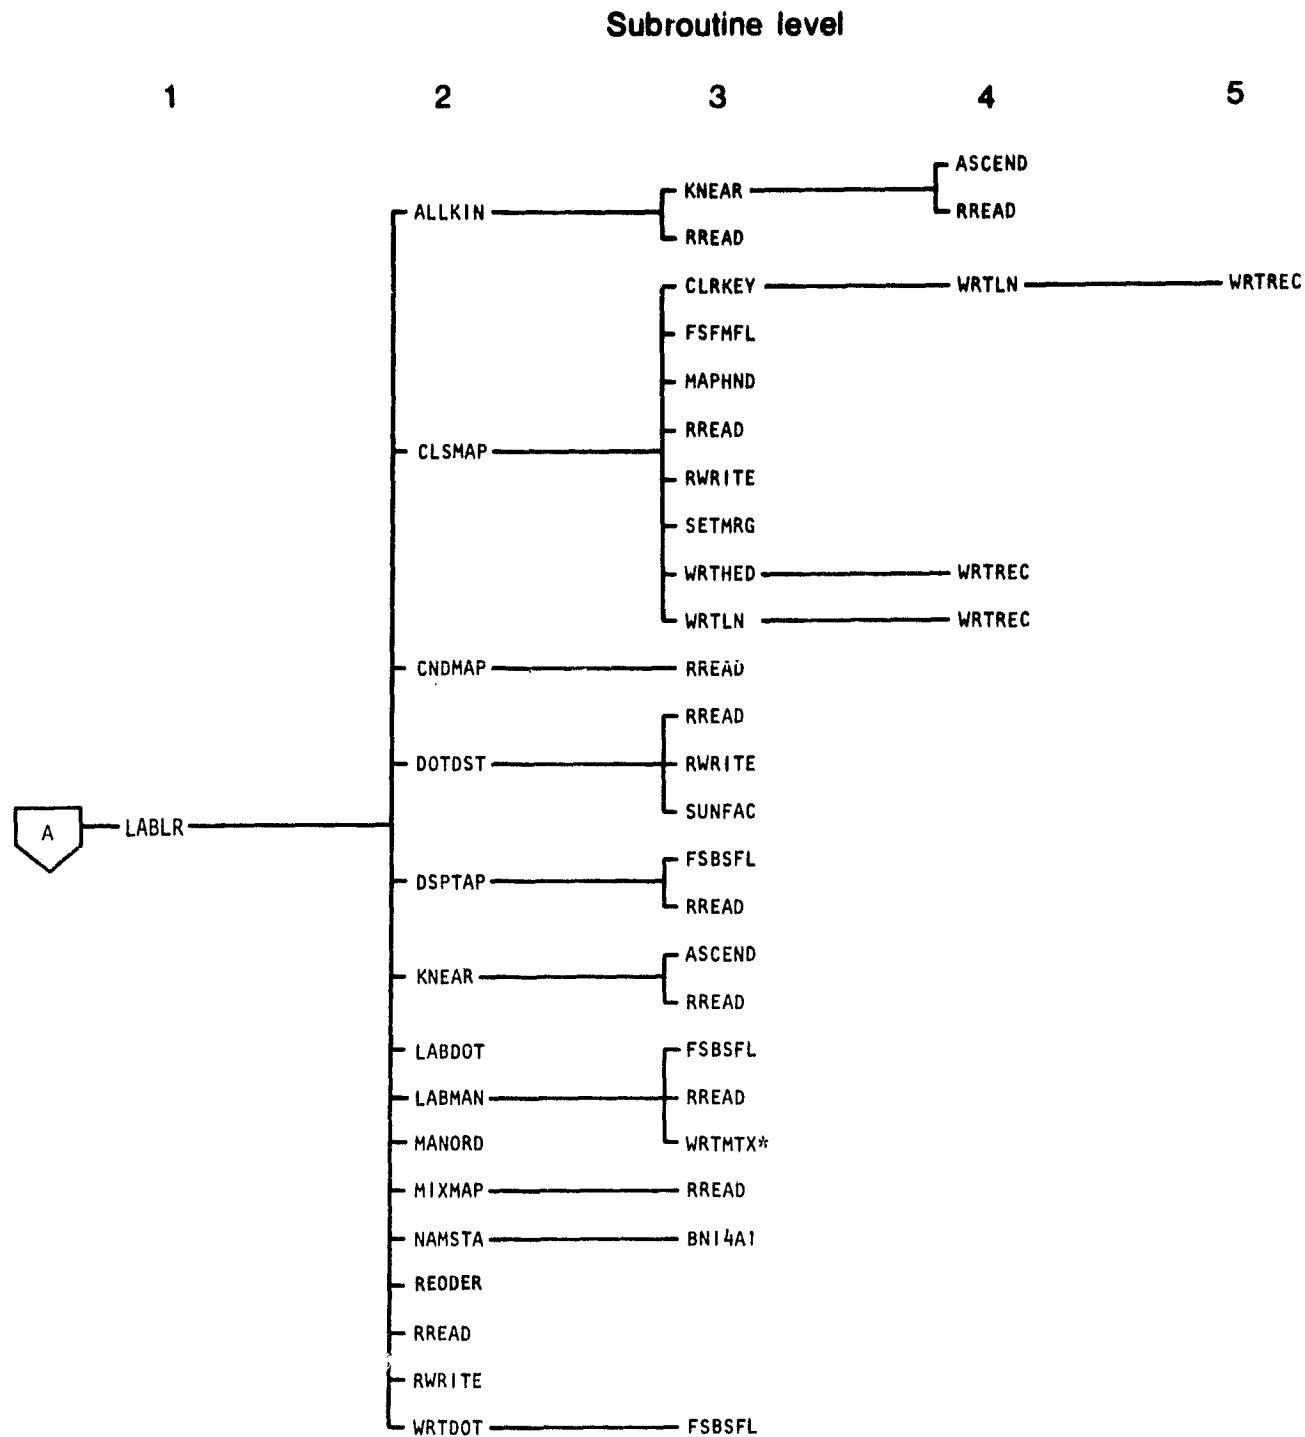 Subroutine level
1 2 3 4 5
ASCEND
KNEAR
ALLKIN RREAD
RREAD
CLRKEY WRTLN WRTREC
FSFMFL
MAPHND
RREAD
CLSMAP
RWRITE
SETMRG
WRTHED WRTREC
WRTLN WRTREC
CNDMAP RREAD
RREAD
DOTDST RWRITE
SUNFAC
A LABLR
FSBSFL
DSPTAP
RREAD
ASCEND
KNEAR
RREAD
LABDOT FSBSFL
LABMAN RREAD
MANORD WRTMTX*
MIXMAP RREAD
NAMSTA BNI4A1
REODER
RREAD
RWRITE
WRTDOT FSBSFL